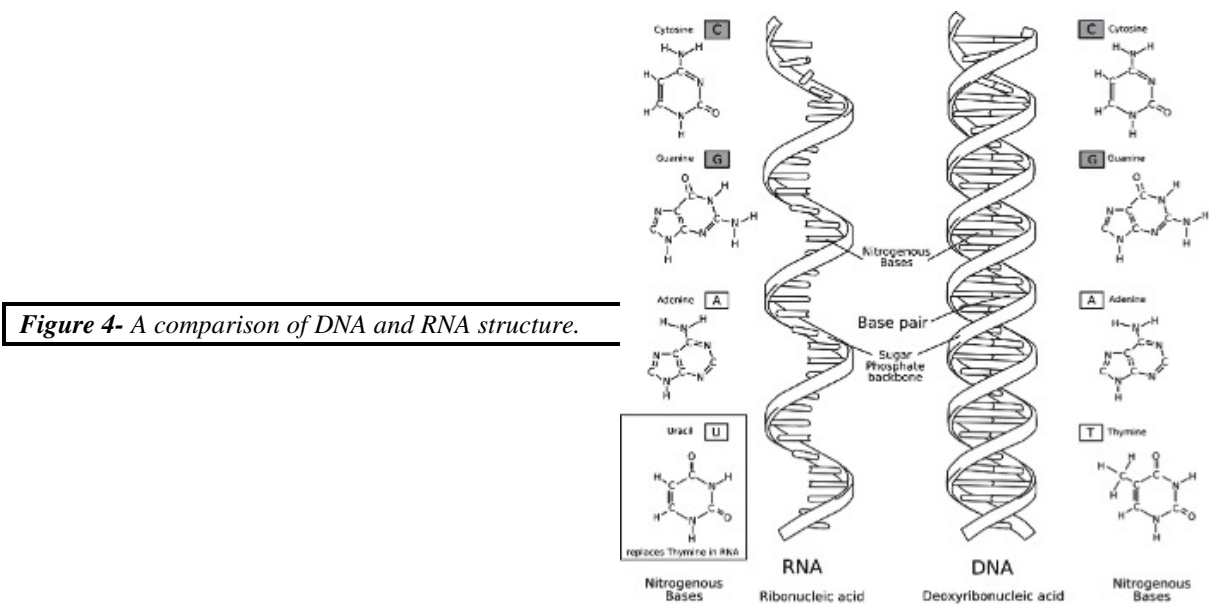 Figure 4- A comparison of DNA and RNA structure.
Cytosine C
H H
N
H C
C N
C C
H N O
H
Guanine G
O
C H
N C N
C C C H
N N N
H H
Adenine A
H H
N
C
N C N
C C C
N N
H
Uracil U
O
C
H C N H
C C
H N O
H
replaces Thymine in RNA
Nitrogenous
Bases
Nitrogenous
Bases
Base pair
Sugar
Phosphate
backbone
RNA
Ribonucleic acid
DNA
Deoxyribonucleic acid
C Cytosine
H H
N
H C
C N
C C
H N O
H
G Guanine
O
C H
N C N
C C C H
N N N
H H
A Adenine
H H
N
C
N C N
C C C
N N
H
T Thymine
H O
H C C H
H C N
C C
H N O
H
Nitrogenous
Bases